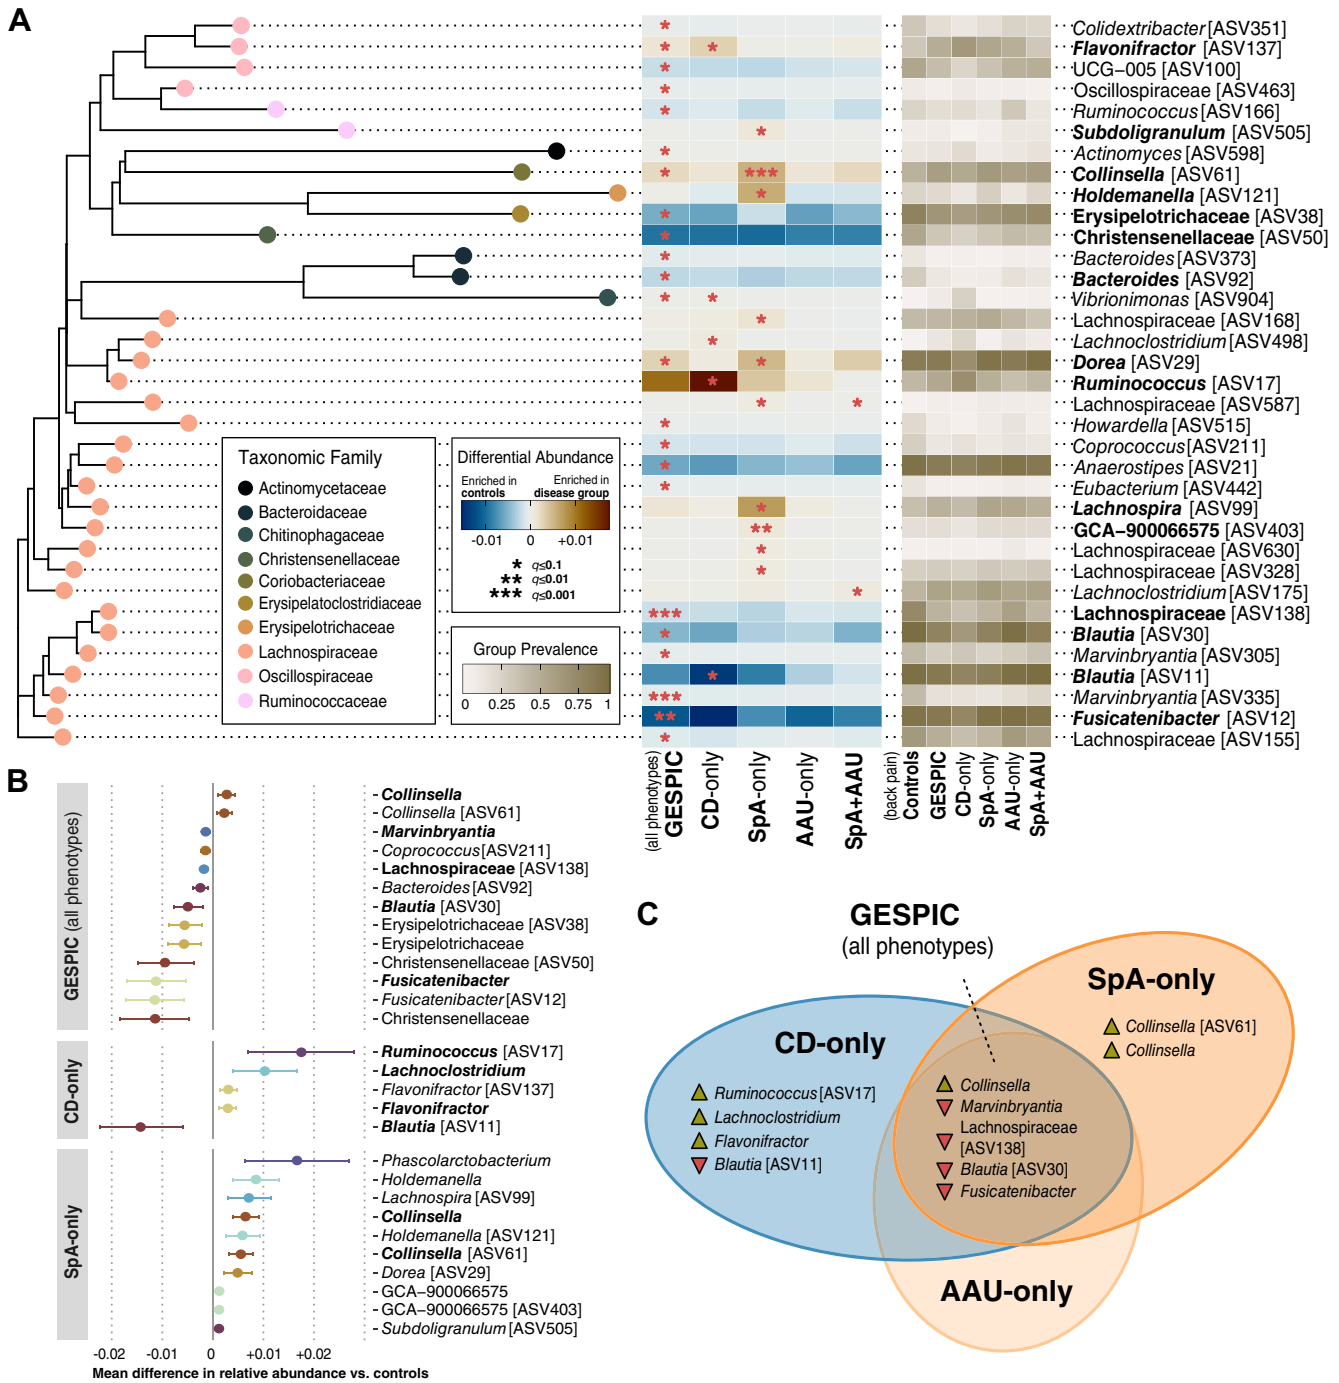 A
Colidextribacter [ASV351]
Flavonifractor [ASV137]
UCG-005 [ASV100]
Oscillospiraceae [ASV463]
Ruminococcus [ASV166]
Subdoligranulum [ASV505]
Actinomyces [ASV598]
Collinsella [ASV61]
Holdemanella [ASV121]
Erysipelotrichaceae [ASV38]
Christensenellaceae [ASV50]
Bacteroides [ASV373]
Bacteroides [ASV92]
Vibrionimonas [ASV904]
Lachnospiraceae [ASV168]
Lachnoclostridium [ASV498]
Dorea [ASV29]
Ruminococcus [ASV17]
Lachnospiraceae [ASV587]
Howardella [ASV515]
Coprococcus [ASV211]
Anaerostipes [ASV21]
Eubacterium [ASV442]
Lachnospira [ASV99]
GCA−900066575 [ASV403]
Lachnospiraceae [ASV630]
Lachnospiraceae [ASV328]
Lachnoclostridium [ASV175]
Lachnospiraceae [ASV138]
Blautia [ASV30]
Marvinbryantia [ASV305]
Blautia [ASV11]
Marvinbryantia [ASV335]
Fusicatenibacter [ASV12]
Lachnospiraceae [ASV155]
Taxonomic Family
Actinomycetaceae
Bacteroidaceae
Chitinophagaceae
Christensenellaceae
Coriobacteriaceae
Erysipelatoclostridiaceae
Erysipelotrichaceae
Lachnospiraceae
Oscillospiraceae
Ruminococcaceae
Differential Abundance
Enriched in controls
Enriched in disease group
-0.01 0 +0.01
* q≤0.1
** q≤0.01
*** q≤0.001
Group Prevalence
0 0.25 0.5 0.75 1
(all phenotypes)
GESPIC
CD-only
SpA-only
AAU-only
SpA+AAU
(back pain)
Controls
GESPIC
CD-only
SpA-only
AAU-only
SpA+AAU
B
GESPIC (all phenotypes)
Collinsella
Collinsella [ASV61]
Marvinbryantia
Coprococcus [ASV211]
Lachnospiraceae [ASV138]
Bacteroides [ASV92]
Blautia [ASV30]
Erysipelotrichaceae [ASV38]
Erysipelotrichaceae
Christensenellaceae [ASV50]
Fusicatenibacter
Fusicatenibacter [ASV12]
Christensenellaceae
CD-only
Ruminococcus [ASV17]
Lachnoclostridium
Flavonifractor [ASV137]
Flavonifractor
Blautia [ASV11]
SpA-only
Phascolarctobacterium
Holdemanella
Lachnospira [ASV99]
Collinsella
Holdemanella [ASV121]
Collinsella [ASV61]
Dorea [ASV29]
GCA−900066575
GCA−900066575 [ASV403]
Subdoligranulum [ASV505]
-0.02 -0.01 0 +0.01 +0.02
Mean difference in relative abundance vs. controls
C
GESPIC
(all phenotypes)
SpA-only
Collinsella [ASV61]
Collinsella
CD-only
Ruminococcus [ASV17]
Lachnoclostridium
Flavonifractor
Blautia [ASV11]
Collinsella
Marvinbryantia
Lachnospiraceae
[ASV138]
Blautia [ASV30]
Fusicatenibacter
AAU-only